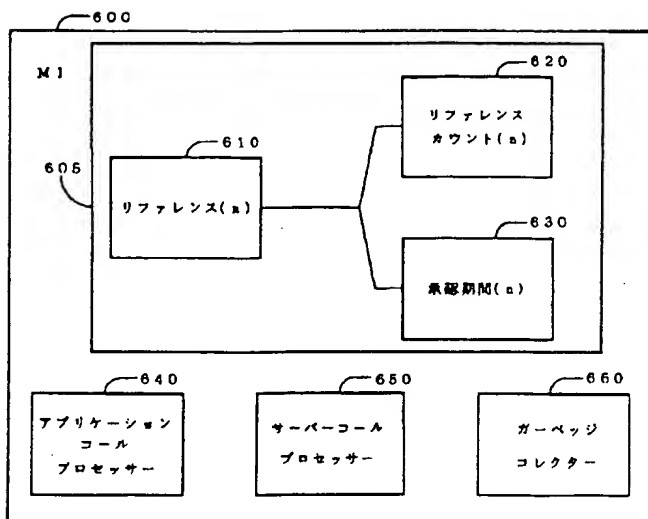 600
MI
620
リファレンス
カウント(n)
610
605
リファレンス(n)
630
承認期間(n)
640
650
660
アプリケーション
コール
プロセッサー
サーバーコール
プロセッサー
ガーベッジ
コレクター